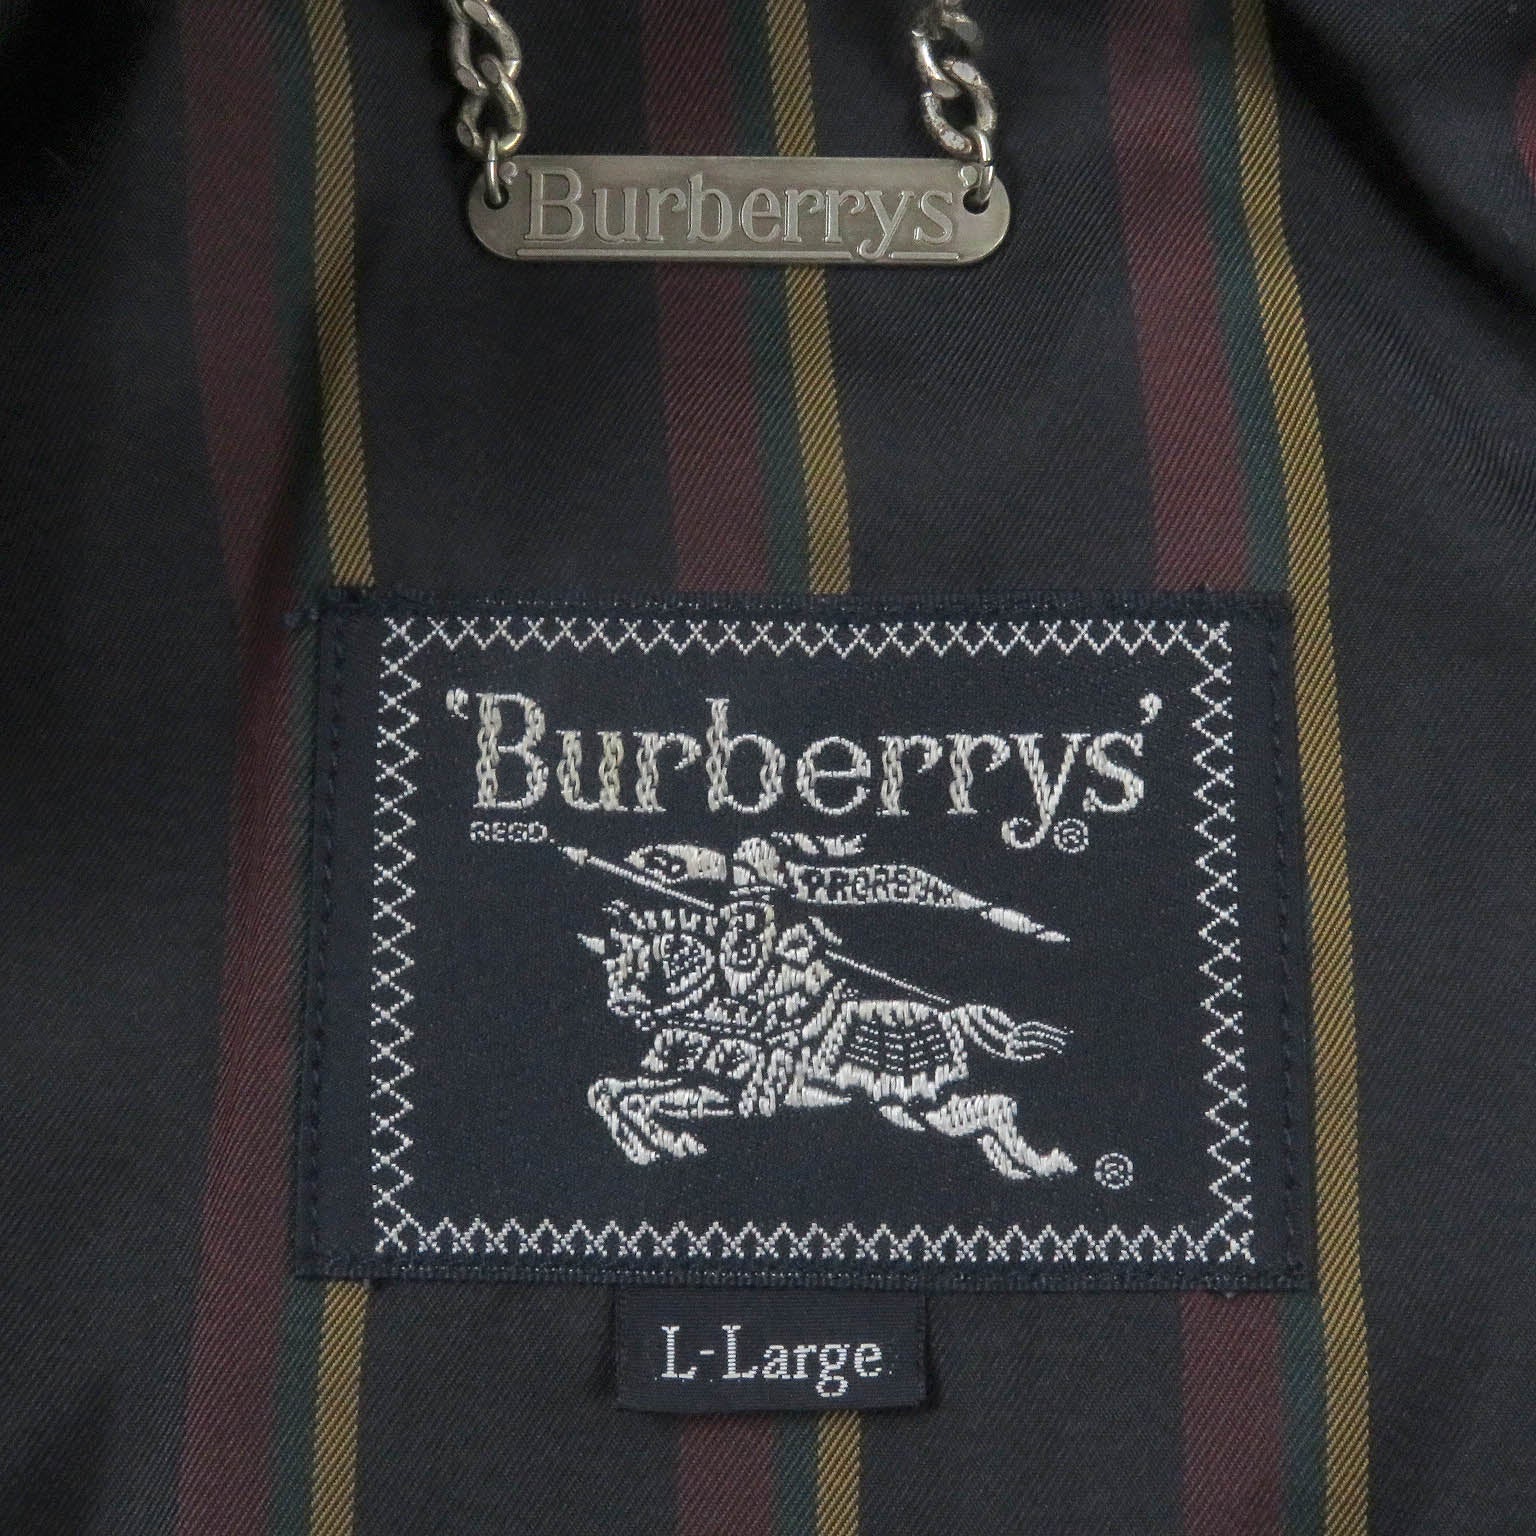 'Burberrys'
'Burberrys'
REGD ®
PRORSUM
®
L-Large